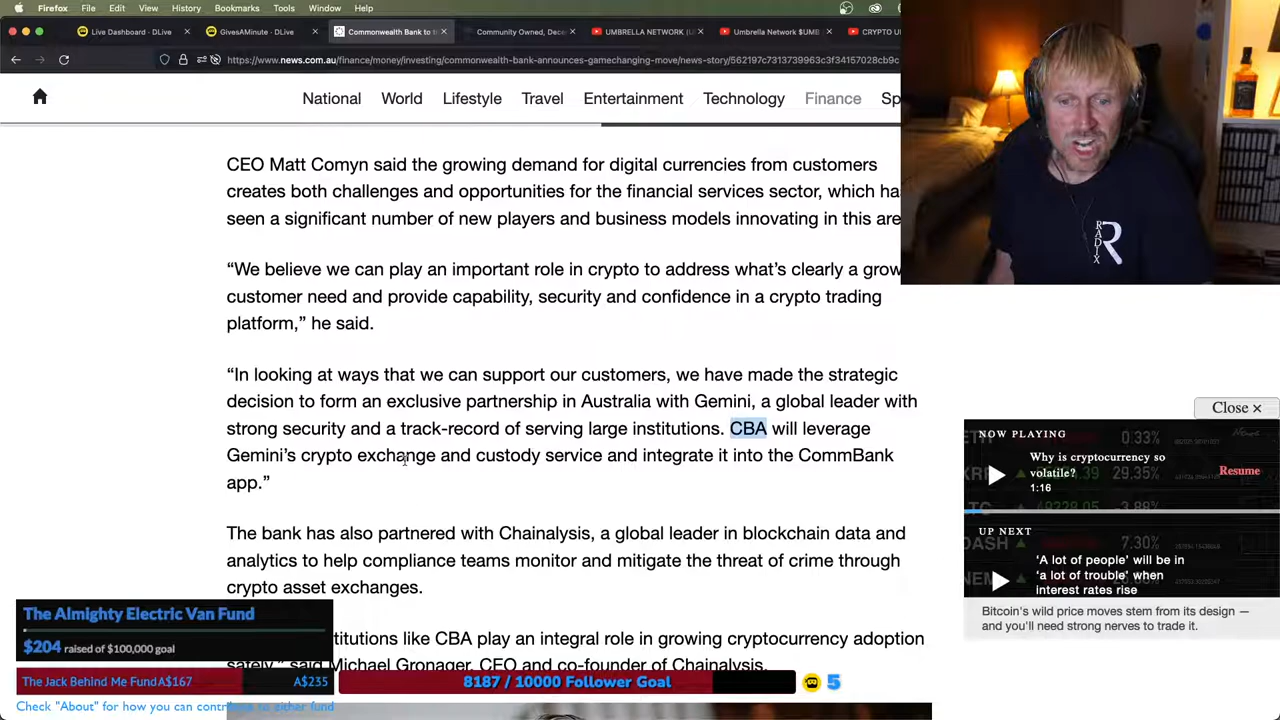 Firefox File Edit View History Bookmarks Tools Window Help
Live Dashboard - DLive
GivesAMinute - DLive
Commonwealth Bank to
Community Owned, Dece
UMBRELLA NETWORK (U
Umbrella Network $UMB
CRYPTO
https://www.news.com.au/finance/money/investing/commonwealth-bank-announces-gamechanging-move/news-story/562197c7313739963c3f34157028cb9c
National World Lifestyle Travel Entertainment Technology Finance Sp
CEO Matt Comyn said the growing demand for digital currencies from customers
creates both challenges and opportunities for the financial services sector, which ha
seen a significant number of new players and business models innovating in this are
“We believe we can play an important role in crypto to address what’s clearly a grow
customer need and provide capability, security and confidence in a crypto trading
platform,” he said.
“In looking at ways that we can support our customers, we have made the strategic
decision to form an exclusive partnership in Australia with Gemini, a global leader with
strong security and a track-record of serving large institutions. CBA will leverage
Gemini’s crypto exchange and custody service and integrate it into the CommBank
app.”
The bank has also partnered with Chainalysis, a global leader in blockchain data and
analytics to help compliance teams monitor and mitigate the threat of crime through
crypto asset exchanges.
titutions like CBA play an integral role in growing cryptocurrency adoption
safely,” said Michael Gronager, CEO and co-founder of Chainalysis.
RADIX
R
Close ×
NOW PLAYING
Why is cryptocurrency so
volatile?
1:16
Resume
0.33%
29.35%
-3.88%
UP NEXT
DASH
7.30%
‘A lot of people’ will be in
‘a lot of trouble’ when
interest rates rise
Bitcoin's wild price moves stem from its design —
and you'll need strong nerves to trade it.
The Almighty Electric Van Fund
$204 raised of $100,000 goal
The Jack Behind Me Fund A$167 A$235
8187 / 10000 Follower Goal
5
Check "About" for how you can contribute to either fund